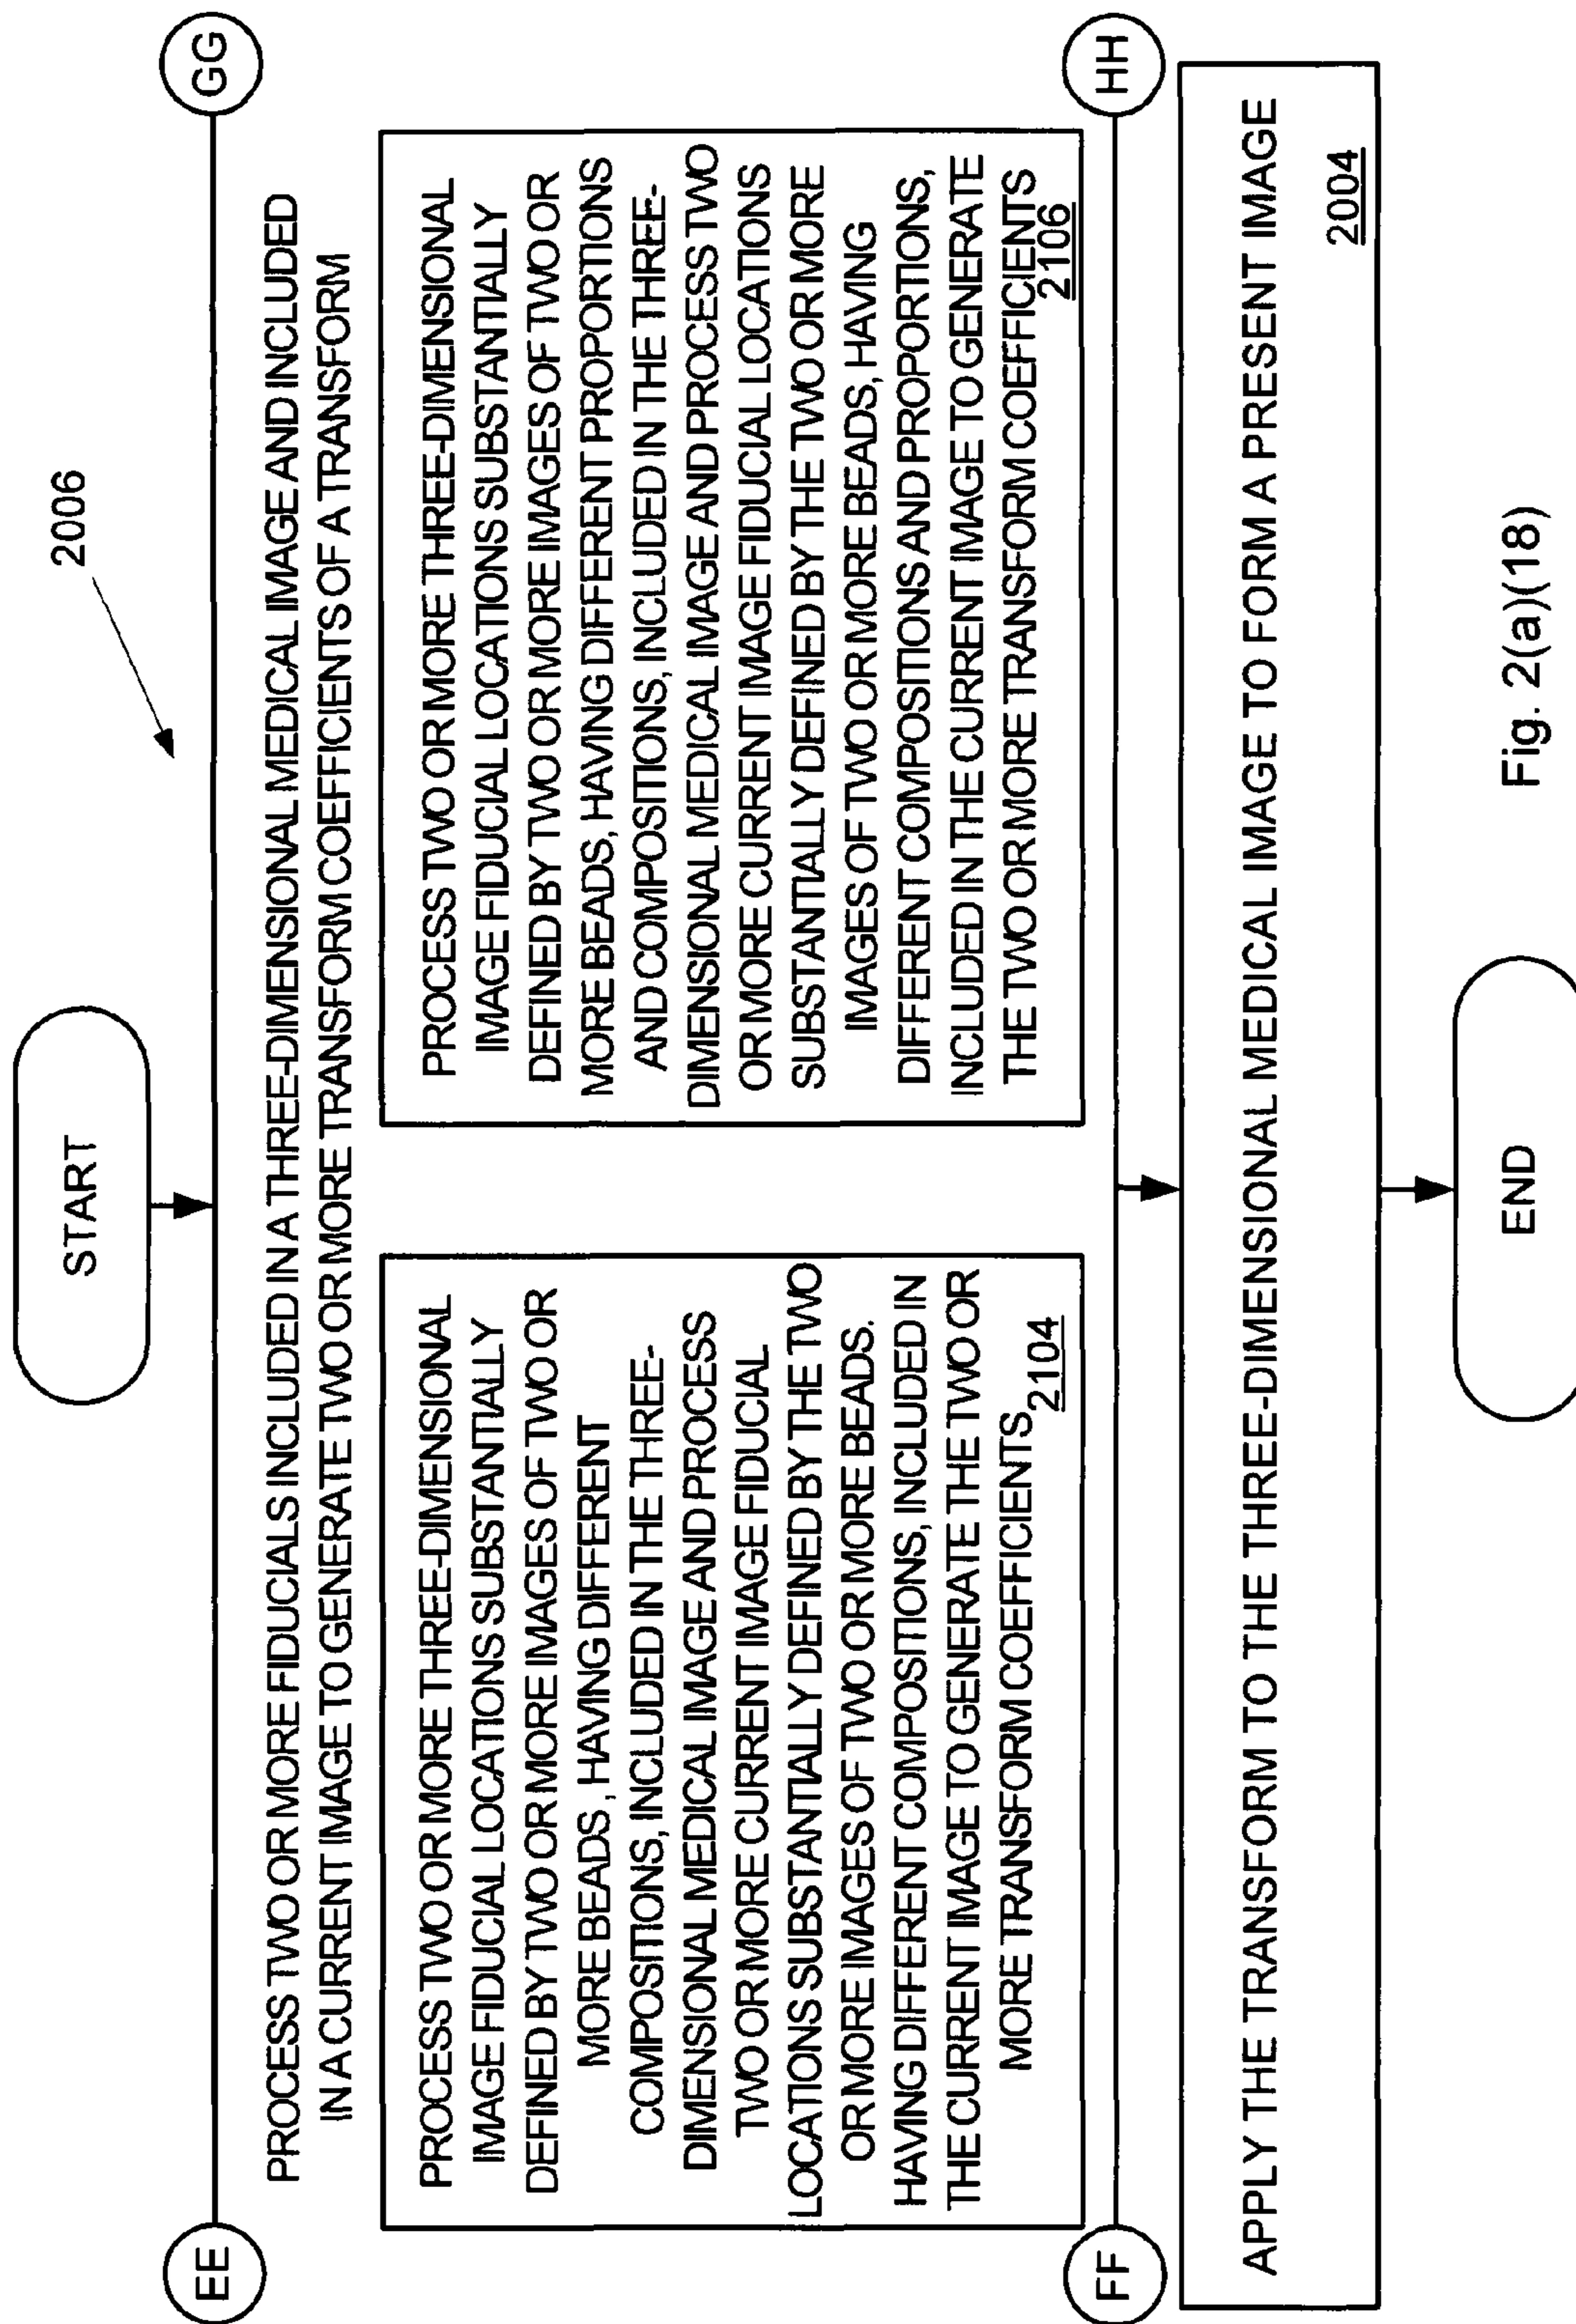 START
2006
EE
GG
PROCESS TWO OR MORE FIDUCIALS INCLUDED IN A THREE-DIMENSIONAL MEDICAL IMAGE AND INCLUDED
IN A CURRENT IMAGE TO GENERATE TWO OR MORE TRANSFORM COEFFICIENTS OF A TRANSFORM
PROCESS TWO OR MORE THREE-DIMENSIONAL
IMAGE FIDUCIAL LOCATIONS SUBSTANTIALLY
DEFINED BY TWO OR MORE IMAGES OF TWO OR
MORE BEADS , HAVING DIFFERENT
COMPOSITIONS, INCLUDED IN THE THREE-
DIMENSIONAL MEDICAL IMAGE AND PROCESS
TWO OR MORE CURRENT IMAGE FIDUCIAL
LOCATIONS SUBSTANTIALLY DEFINED BY THE TWO
OR MORE IMAGES OF TWO OR MORE BEADS.
HAVING DIFFERENT COMPOSITIONS, INCLUDED IN
THE CURRENT IMAGE TO GENERATE THE TWO OR
MORE TRANSFORM COEFFICIENTS
2104
PROCESS TWO OR MORE THREE-DIMENSIONAL
IMAGE FIDUCIAL LOCATIONS SUBSTANTIALLY
DEFINED BY TWO OR MORE IMAGES OF TWO OR
MORE BEADS, HAVING DIFFERENT PROPORTIONS
AND COMPOSITIONS, INCLUDED IN THE THREE-
DIMENSIONAL MEDICAL IMAGE AND PROCESS TWO
OR MORE CURRENT IMAGE FIDUCIAL LOCATIONS
SUBSTANTIALLY DEFINED BY THE TWO OR MORE
IMAGES OF TWO OR MORE BEADS, HAVING
DIFFERENT COMPOSITIONS AND PROPORTIONS,
INCLUDED IN THE CURRENT IMAGE TO GENERATE
THE TWO OR MORE TRANSFORM COEFFICIENTS
2106
FF
HH
APPLY THE TRANSFORM TO THE THREE-DIMENSIONAL MEDICAL IMAGE TO FORM A PRESENT IMAGE
2004
END
Fig. 2(a)(18)